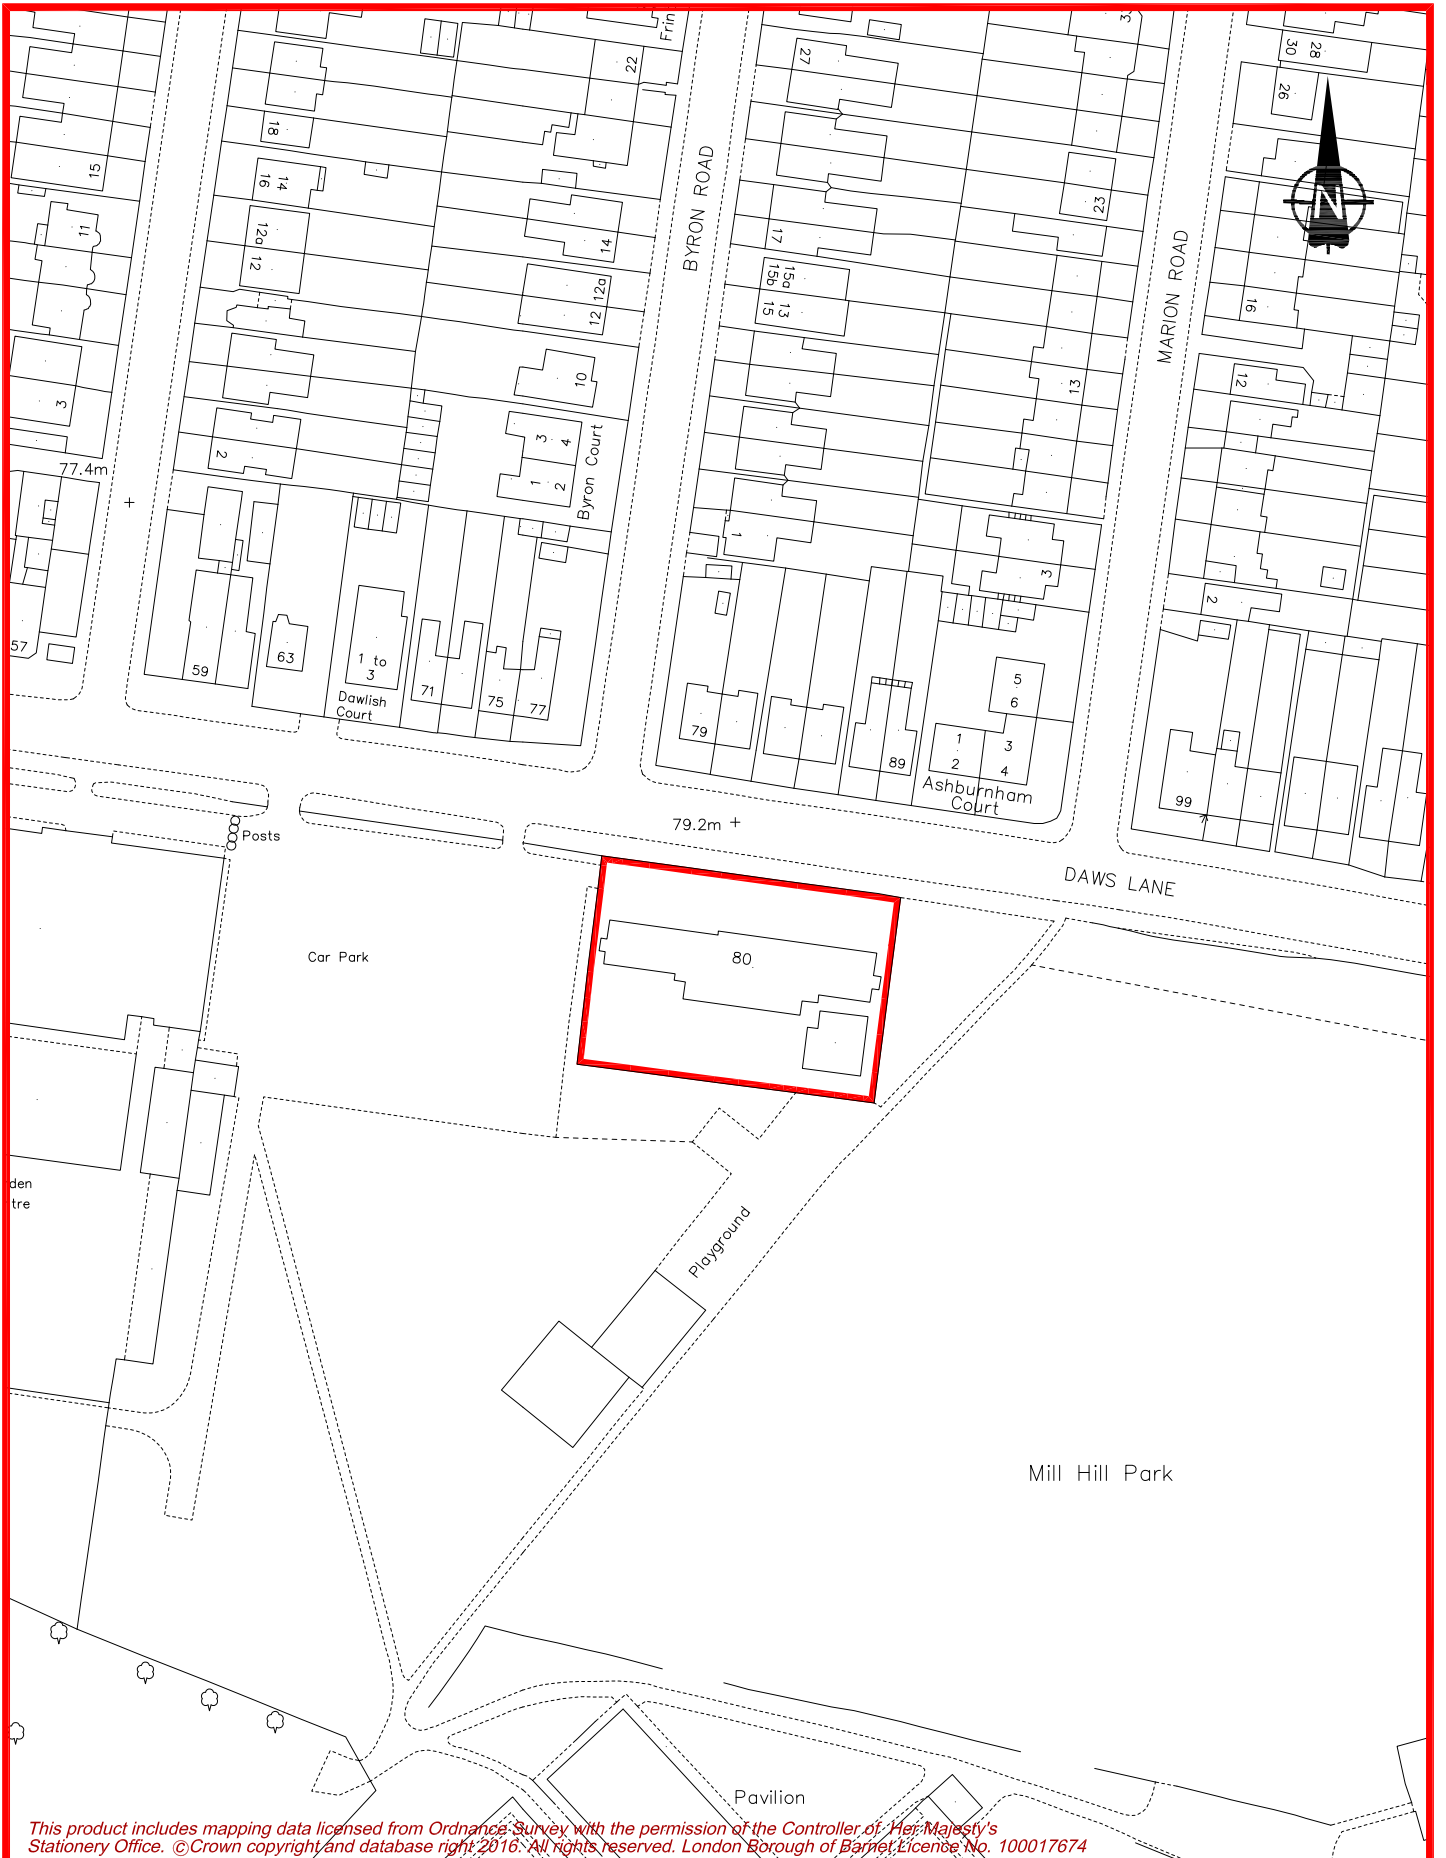 Frin
22
27
30
28
26
18
15
14
16
23
11
12a
12
14
17
BYRON ROAD
MARION ROAD
N
12a
12
15a
15b
13
15
16
3
10
13
12
2
3
4
1
2
Byron Court
77.4m
1
3
2
57
59
63
1 to
3
Dawlish
Court
71
75
77
79
89
5
6
1
2
3
4
Ashburnham
Court
99
Posts
79.2m
DAWS LANE
Car Park
80
den
tre
Playground
Mill Hill Park
Pavilion
This product includes mapping data licensed from Ordnance Survey with the permission of the Controller of Her Majesty's
Stationery Office. ©Crown copyright and database right 2016. All rights reserved. London Borough of Barnet Licence No. 100017674